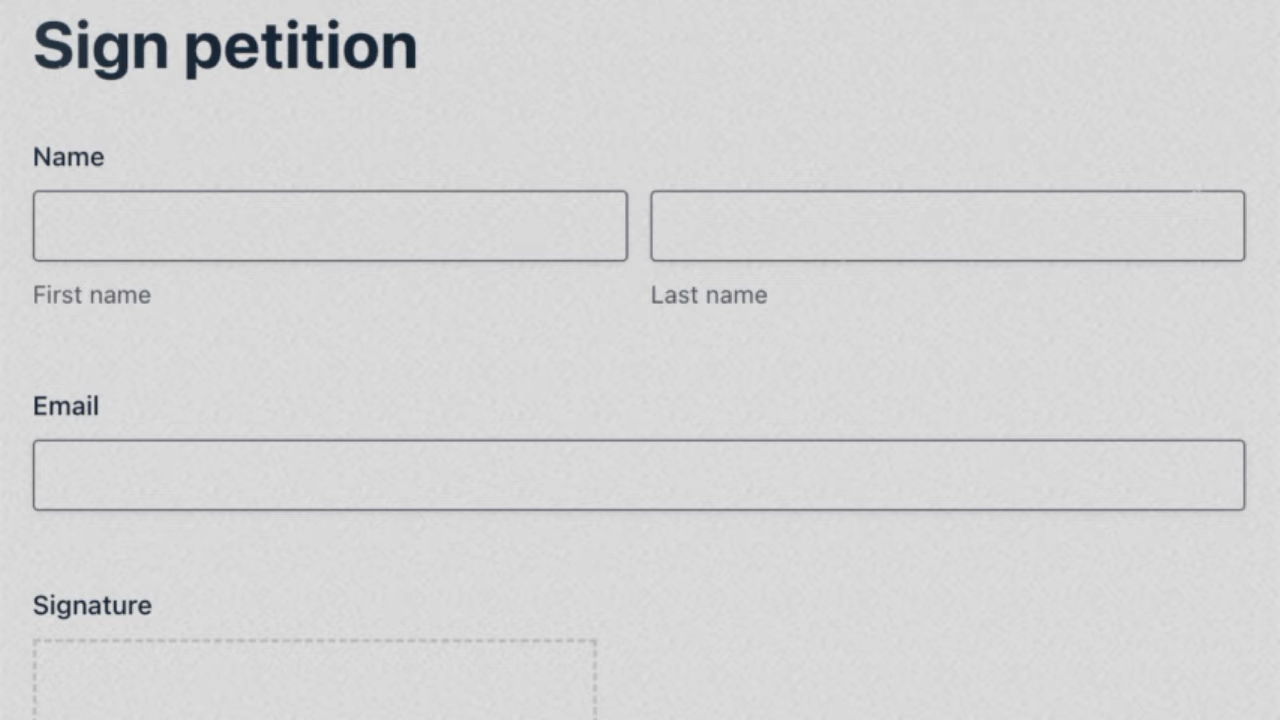 Sign petition
Name
First name Last name
Email
Signature